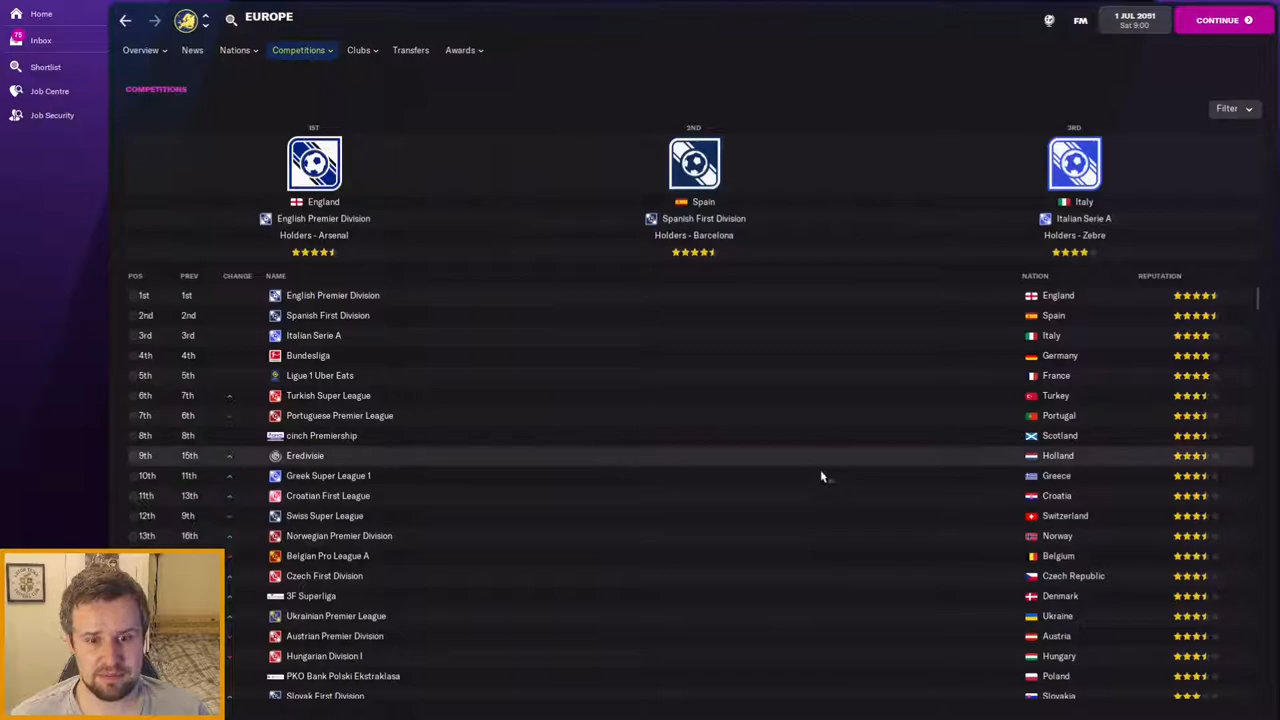 Home
75
Inbox
Shortlist
Job Centre
Job Security
EUROPE
FM
1 JUL 2051
Sat 9:00
CONTINUE
Overview News Nations Competitions Clubs Transfers Awards
COMPETITIONS
Filter
1ST 2ND 3RD
England Spain Italy
English Premier Division Spanish First Division Italian Serie A
Holders - Arsenal Holders - Barcelona Holders - Zebre
POS PREV CHANGE NAME NATION REPUTATION
1st 1st English Premier Division England
2nd 2nd Spanish First Division Spain
3rd 3rd Italian Serie A Italy
4th 4th Bundesliga Germany
5th 5th Ligue 1 Uber Eats France
6th 7th Turkish Super League Turkey
7th 6th Portuguese Premier League Portugal
8th 8th cinch Premiership Scotland
9th 15th Eredivisie Holland
10th 11th Greek Super League 1 Greece
11th 13th Croatian First League Croatia
12th 9th Swiss Super League Switzerland
13th 16th Norwegian Premier Division Norway
Belgian Pro League A Belgium
Czech First Division Czech Republic
3F Superliga Denmark
Ukrainian Premier League Ukraine
Austrian Premier Division Austria
Hungarian Division I Hungary
PKO Bank Polski Ekstraklasa Poland
Slovak First Division Slovakia